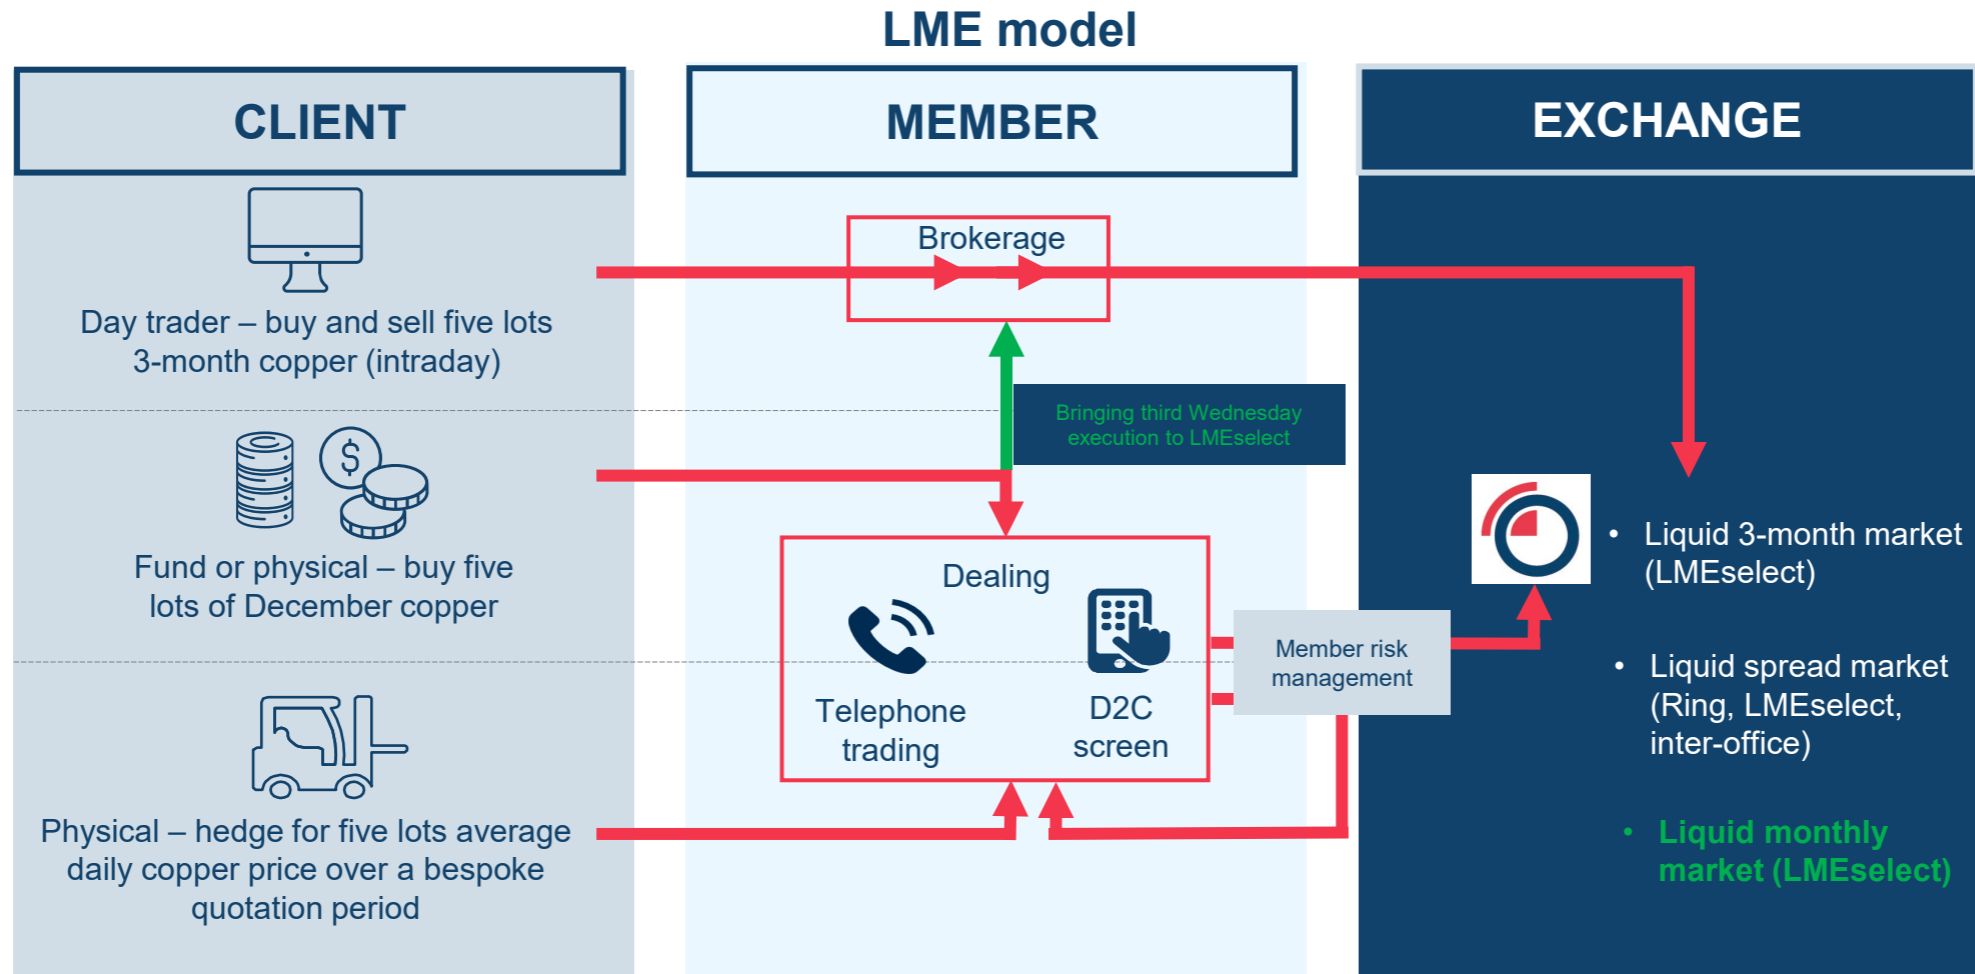 LME model
CLIENT
MEMBER
EXCHANGE
Day trader – buy and sell five lots
3-month copper (intraday)
Fund or physical – buy five
lots of December copper
Physical – hedge for five lots average
daily copper price over a bespoke
quotation period
Brokerage
Bringing third Wednesday
execution to LMEselect
Dealing
Telephone
trading
D2C
screen
Member risk
management
$
• Liquid 3-month market
(LMEselect)
• Liquid spread market
(Ring, LMEselect,
inter-office)
• Liquid monthly
market (LMEselect)